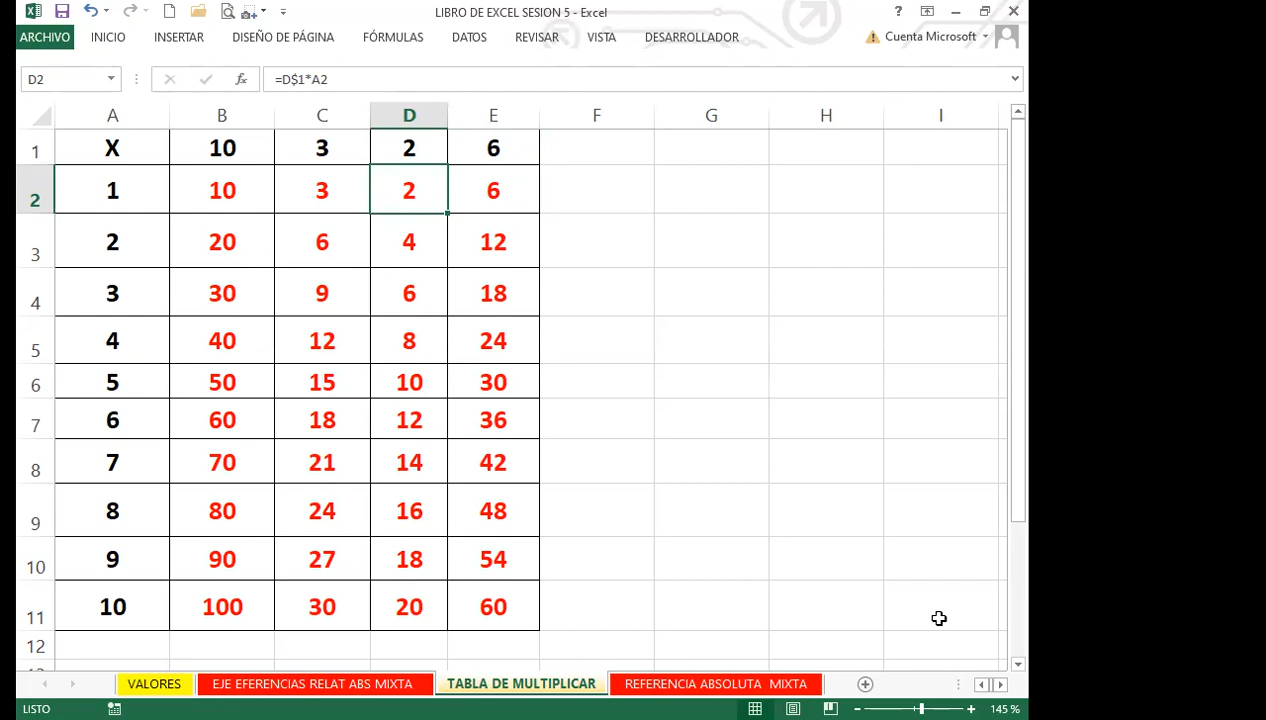 LIBRO DE EXCEL SESION 5 - Excel
?
ARCHIVO INICIO INSERTAR DISEÑO DE PÁGINA FÓRMULAS DATOS REVISAR VISTA DESARROLLADOR Cuenta Microsoft
D2 fx =D$1*A2
A B C D E F G H I
1 X 10 3 2 6
2 1 10 3 2 6
3 2 20 6 4 12
4 3 30 9 6 18
5 4 40 12 8 24
6 5 50 15 10 30
7 6 60 18 12 36
8 7 70 21 14 42
9 8 80 24 16 48
10 9 90 27 18 54
11 10 100 30 20 60
12
VALORES EJE EFERENCIAS RELAT ABS MIXTA TABLA DE MULTIPLICAR REFERENCIA ABSOLUTA MIXTA
LISTO 145 %